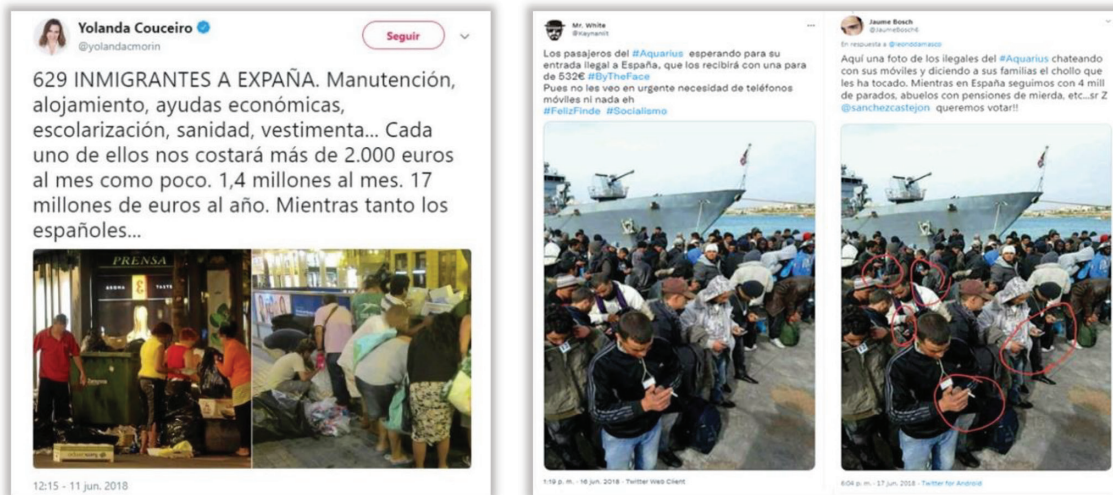 Yolanda Couceiro
@yolandacmorin
Seguir
629 INMIGRANTES A EXPAÑA. Manutención,
alojamiento, ayudas económicas,
escolarización, sanidad, vestimenta... Cada
uno de ellos nos costará más de 2.000 euros
al mes como poco. 1,4 millones al mes. 17
millones de euros al año. Mientras tanto los
españoles...
PRENSA
12:15 - 11 jun. 2018
Mr. White
Los pasajeros del #Aquarius esperando para su
entrada ilegal a España, que los recibirá con una para
de 532€ #ByTheFace
Pues no les veo en urgente necesidad de teléfonos
móviles ni nada eh
#FelizFinde #Socialismo
1:19 p. m. · 16 jun. 2018 · Twitter Web Client
Jaume Bosch
@JaumeBosch6
En respuesta a @leonddamasco
Aquí una foto de los ilegales del #Aquarius chateando
con sus móviles y diciendo a sus familias el chollo que
les ha tocado. Mientras en España seguimos con 4 mill
de parados, abuelos con pensiones de mierda, etc...sr Z
@sanchezcastejon queremos votar!!
6:04 p. m. · 17 jun. 2018 · Twitter for Android